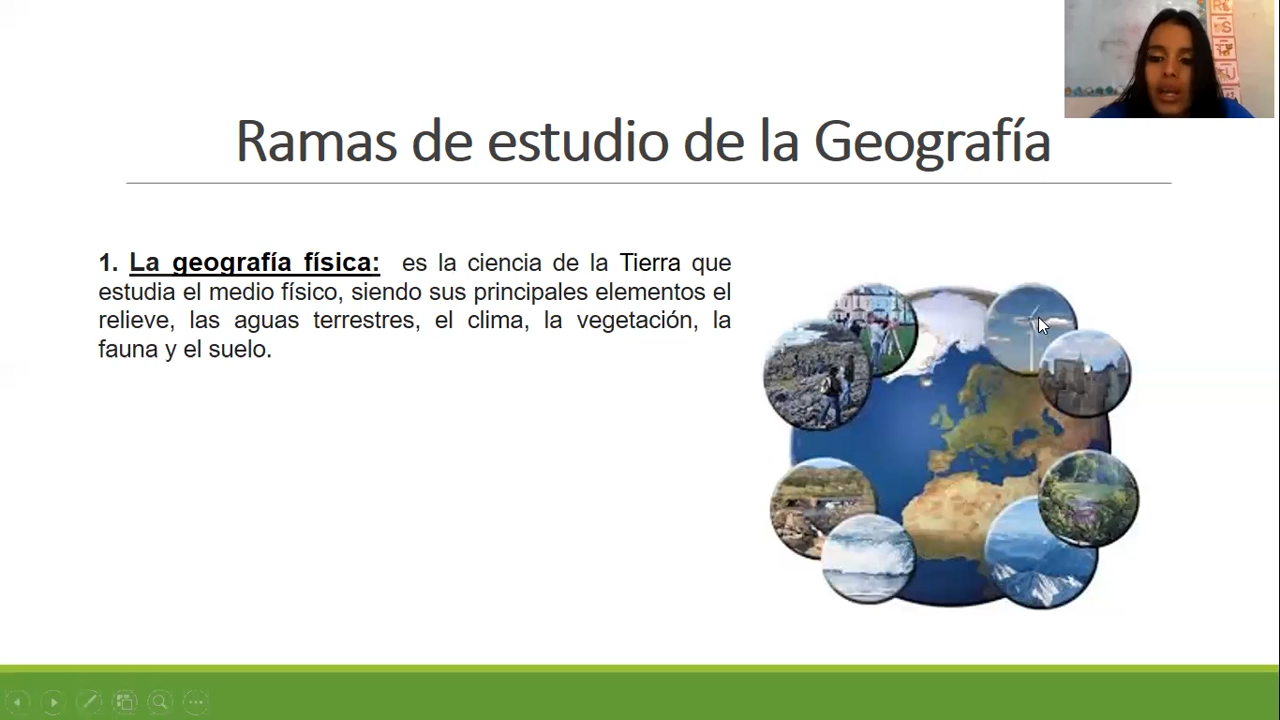 Ramas de estudio de la Geografía
1. La geografía física: es la ciencia de la Tierra que
estudia el medio físico, siendo sus principales elementos el
relieve, las aguas terrestres, el clima, la vegetación, la
fauna y el suelo.
R
S
U